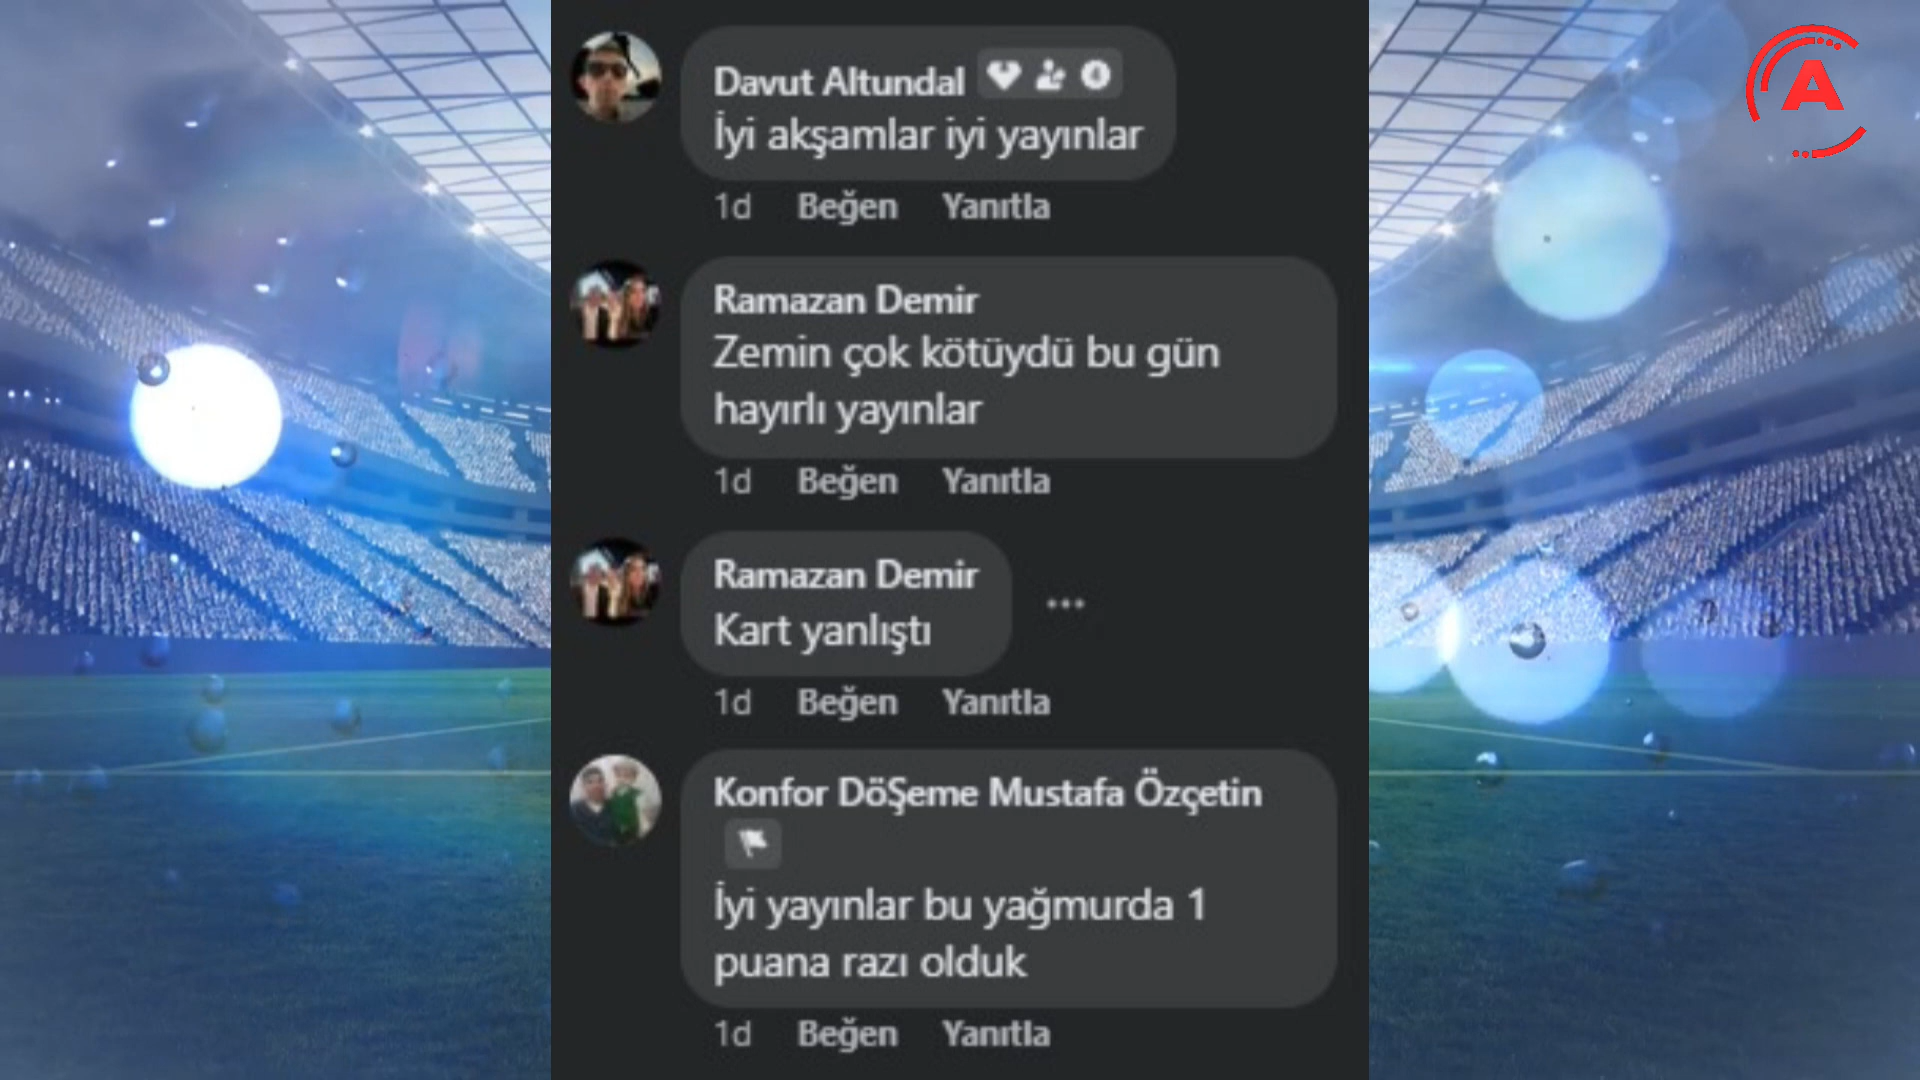 A
Davut Altundal
İyi akşamlar iyi yayınlar
1d Beğen Yanıtla
Ramazan Demir
Zemin çok kötüydü bu gün
hayırlı yayınlar
1d Beğen Yanıtla
Ramazan Demir
Kart yanlıştı
1d Beğen Yanıtla
Konfor DöŞeme Mustafa Özçetin
İyi yayınlar bu yağmurda 1
puana razı olduk
1d Beğen Yanıtla